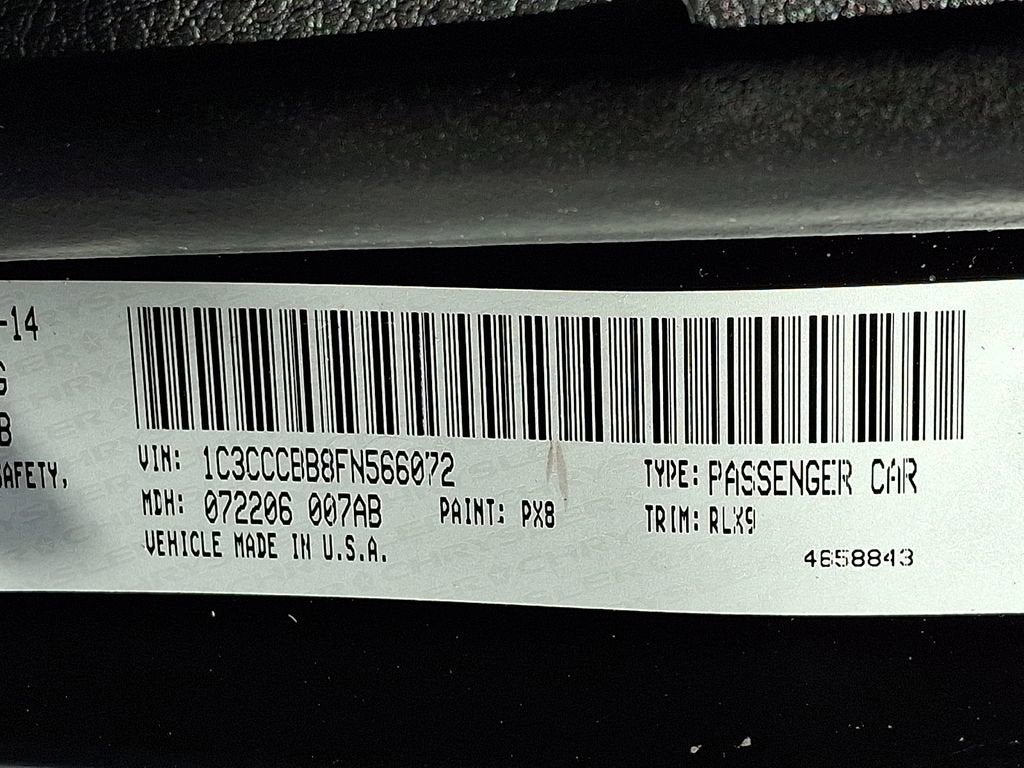 -14
G
B
SAFETY,
VIN: 1C3CCCBB8FN566072 TYPE: PASSENGER CAR
MDH: 072206 007AB PAINT: PX8 TRIM: RLX9
VEHICLE MADE IN U.S.A.
4658843